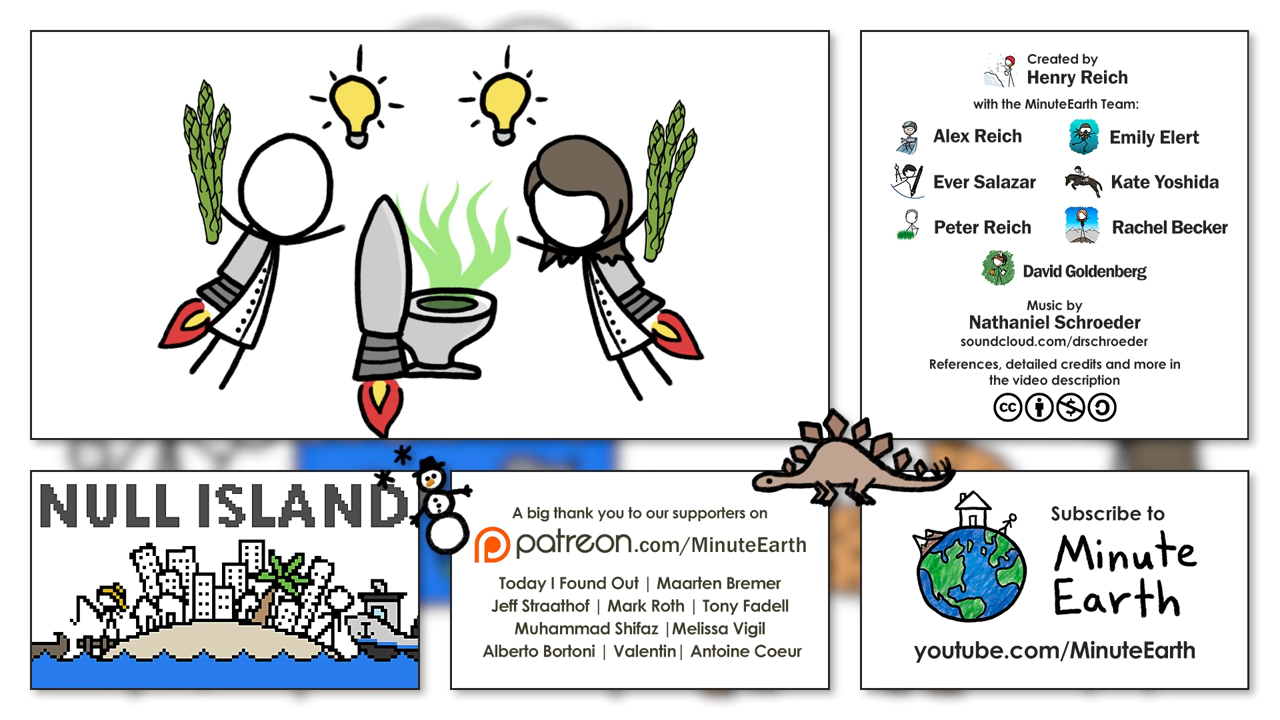 Created by
Henry Reich
with the MinuteEarth Team:
Alex Reich
Emily Elert
Ever Salazar
Kate Yoshida
Peter Reich
Rachel Becker
David Goldenberg
Music by
Nathaniel Schroeder
soundcloud.com/drschroeder
References, detailed credits and more in
the video description
cc
NULL ISLAND
A big thank you to our supporters on
patreon.com/MinuteEarth
Today I Found Out | Maarten Bremer
Jeff Straathof | Mark Roth | Tony Fadell
Muhammad Shifaz |Melissa Vigil
Alberto Bortoni | Valentin| Antoine Coeur
Subscribe to
Minute
Earth
youtube.com/MinuteEarth